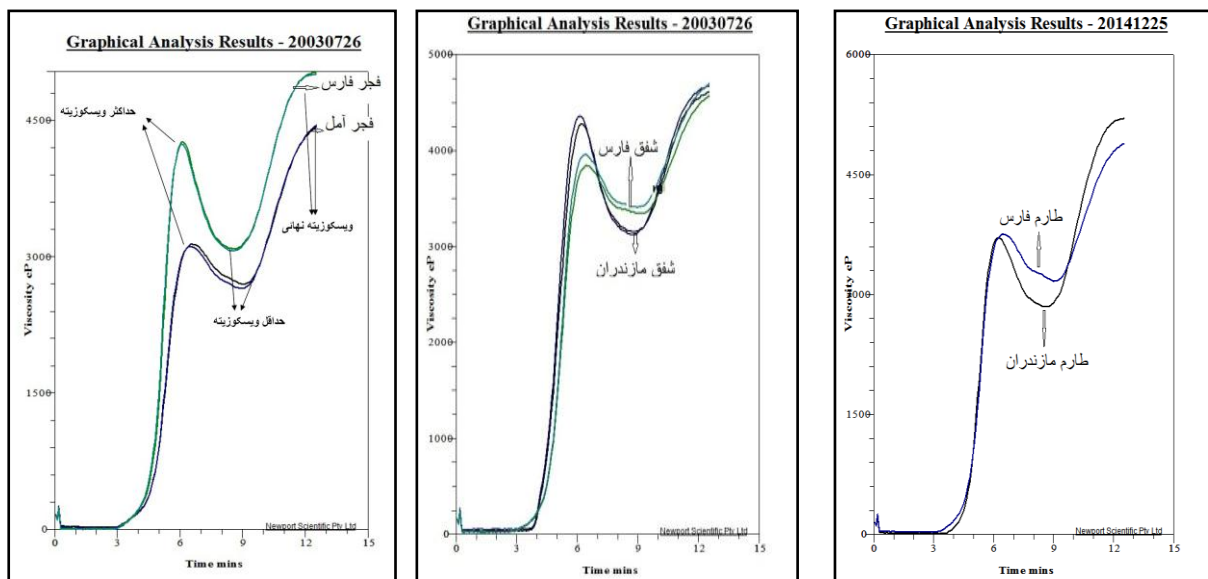 Graphical Analysis Results - 20030726
فجر فارس
حداکثر ویسکوزیته
فجر آمل
4500
ویسکوزیته نهائی
3000
Viscosity cP
حداقل ویسکوزیته
1500
0
Newport Scientific Pty Ltd
0 3 6 9 12 15
Time mins
Graphical Analysis Results - 20030726
5000
4000
شفق فارس
3000
شفق مازندران
Viscosity cP
2000
1000
0
Newport Scientific Pty Ltd
0 3 6 9 12 15
Time mins
Graphical Analysis Results - 20141225
6000
4500
طارم فارس
3000
Viscosity cP
طارم مازندران
1500
0
Newport Scientific Pty Ltd
0 3 6 9 12 15
Time mins